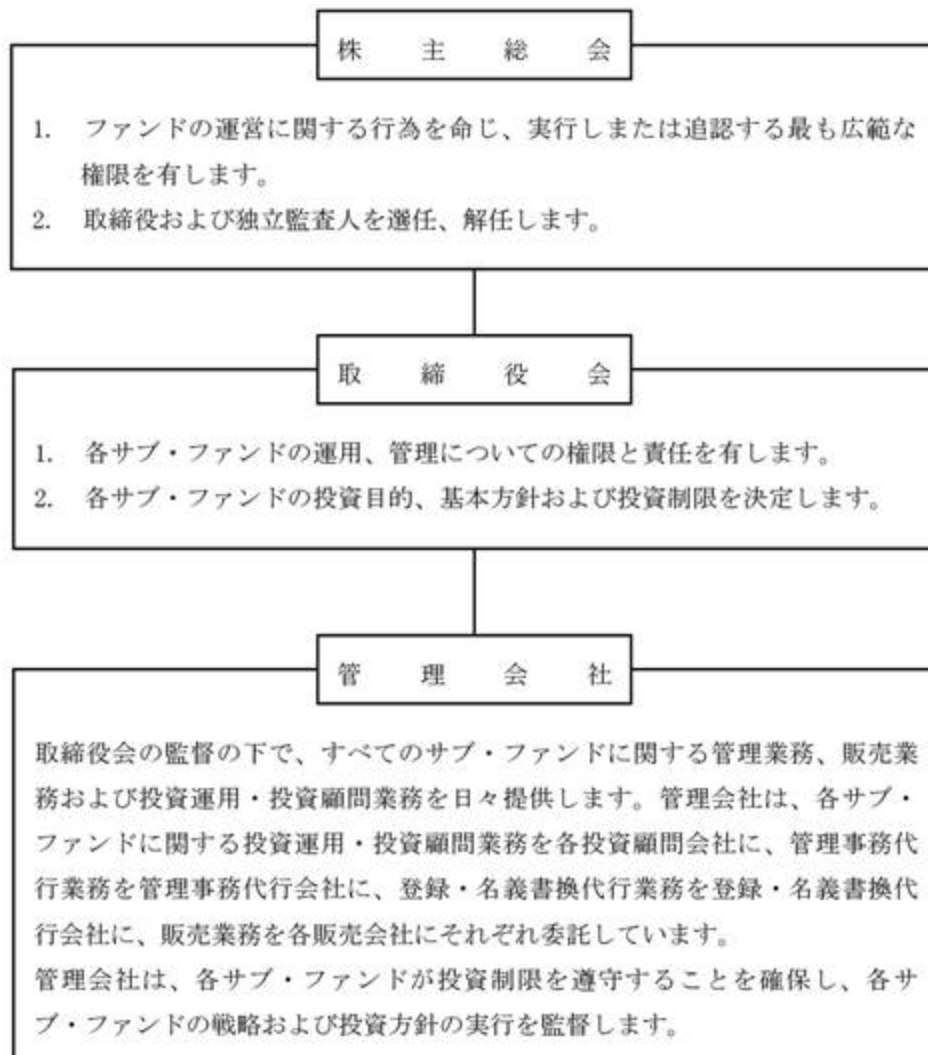 株主総会
1. ファンドの運営に関する行為を命じ、実行しまたは追認する最も広範な
権限を有します。
2. 取締役および独立監査人を選任、解任します。
取締役会
1. 各サブ・ファンドの運用、管理についての権限と責任を有します。
2. 各サブ・ファンドの投資目的、基本方針および投資制限を決定します。
管理会社
取締役会の監督の下で、すべてのサブ・ファンドに関する管理業務、販売業
務および投資運用・投資顧問業務を日々提供します。管理会社は、各サブ・
ファンドに関する投資運用・投資顧問業務を各投資顧問会社に、管理事務代
行業務を管理事務代行会社に、登録・名義書換代行業務を登録・名義書換代
行会社に、販売業務を各販売会社にそれぞれ委託しています。
管理会社は、各サブ・ファンドが投資制限を遵守することを確保し、各サ
ブ・ファンドの戦略および投資方針の実行を監督します。